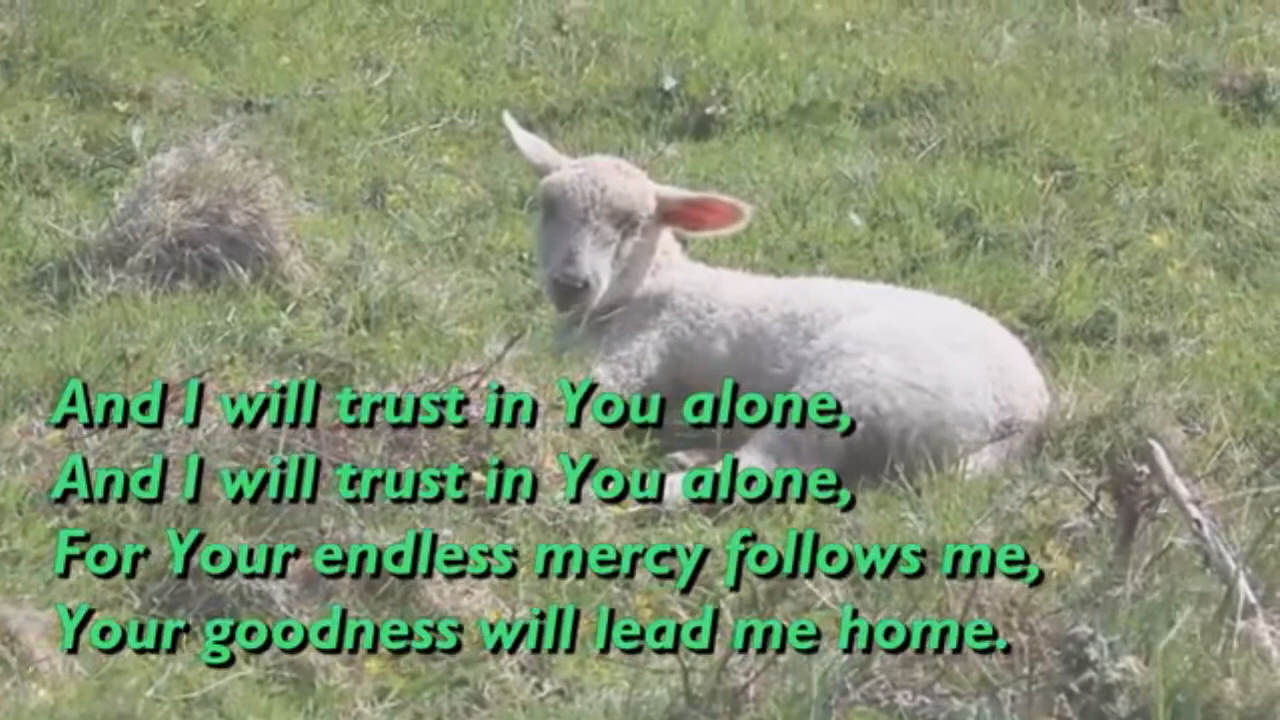 And I will trust in You alone,
And I will trust in You alone,
For Your endless mercy follows me,
Your goodness will lead me home.